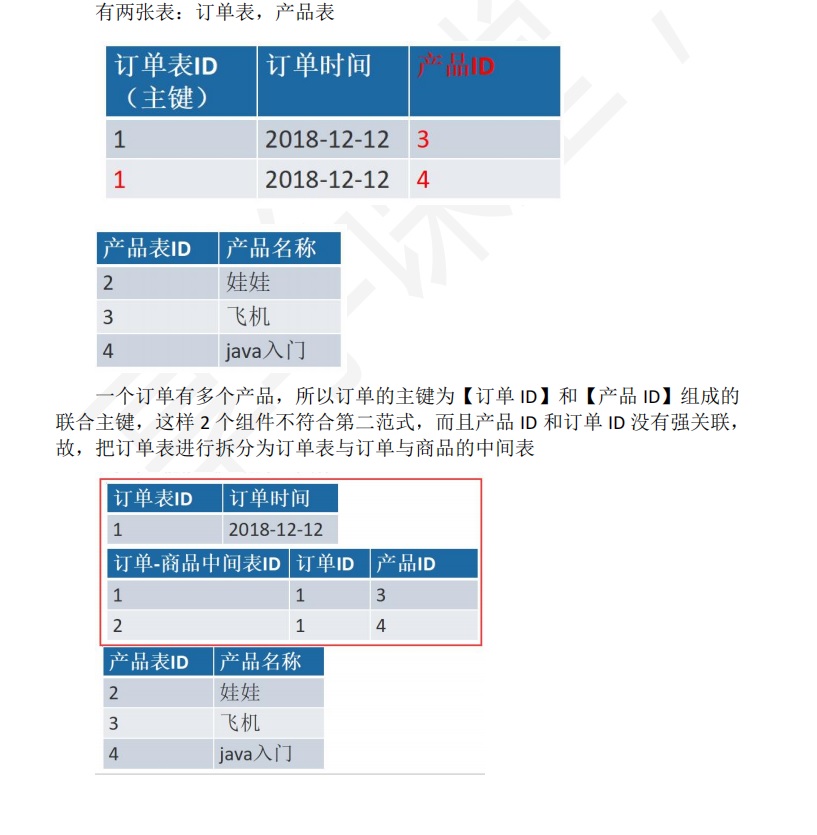 有两张表：订单表，产品表
订单表ID
（主键） 订单时间 产品ID
1 2018-12-12 3
1 2018-12-12 4
产品表ID 产品名称
2 娃娃
3 飞机
4 java入门
一个订单有多个产品，所以订单的主键为【订单 ID】和【产品 ID】组成的
联合主键，这样 2 个组件不符合第二范式，而且产品 ID 和订单 ID 没有强关联，
故，把订单表进行拆分为订单表与订单与商品的中间表
订单表ID 订单时间
1 2018-12-12
订单-商品中间表ID 订单ID 产品ID
1 1 3
2 1 4
产品表ID 产品名称
2 娃娃
3 飞机
4 java入门